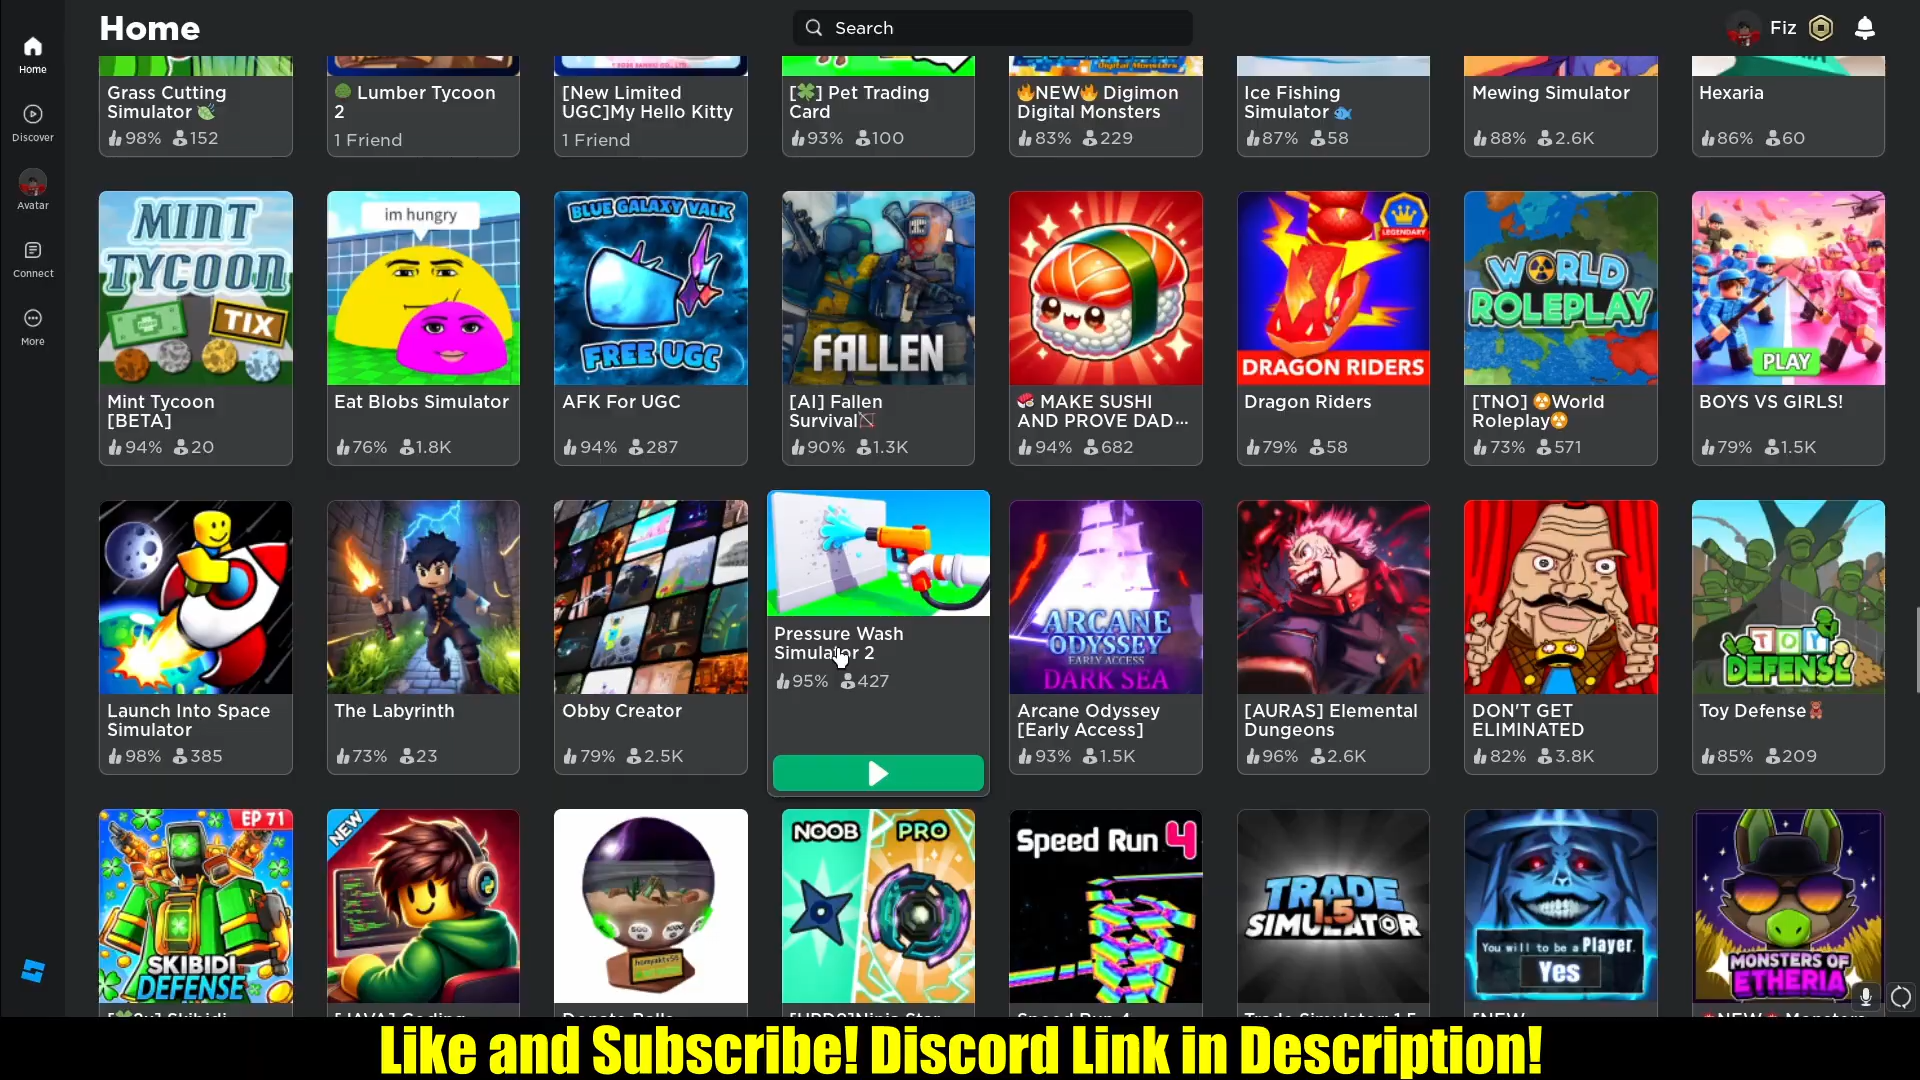 Home
Search
Fiz
Home
Discover
Avatar
Connect
More
Grass Cutting
Simulator
98% 152
Lumber Tycoon
2
1 Friend
[New Limited
UGC]My Hello Kitty
1 Friend
[🍀] Pet Trading
Card
93% 100
Digital Monsters
🔥NEW🔥 Digimon
Digital Monsters
83% 229
Ice Fishing
Simulator 🐟
87% 58
Mewing Simulator
88% 2.6K
Hexaria
86% 60
MINT
TYCOON
TIX
Mint Tycoon
[BETA]
94% 20
im hungry
Eat Blobs Simulator
76% 1.8K
BLUE GALAXY VALK
FREE UGC
AFK For UGC
94% 287
FALLEN
[AI] Fallen
Survival
90% 1.3K
🍣 MAKE SUSHI
AND PROVE DAD...
94% 682
LEGENDARY
DRAGON RIDERS
Dragon Riders
79% 58
WORLD
ROLEPLAY
[TNO] ☢World
Roleplay☢
73% 571
PLAY
BOYS VS GIRLS!
79% 1.5K
Launch Into Space
Simulator
98% 385
The Labyrinth
73% 23
Obby Creator
79% 2.5K
Pressure Wash
Simulator 2
95% 427
ARCANE
ODYSSEY
EARLY ACCESS
DARK SEA
Arcane Odyssey
[Early Access]
93% 1.5K
[AURAS] Elemental
Dungeons
96% 2.6K
DON'T GET
ELIMINATED
82% 3.8K
TOY
DEFENSE
Toy Defense🧸
85% 209
EP 71
SKIBIDI
DEFENSE
NEW
NOOB PRO
Speed Run 4
TRADE
1.5
SIMULATOR
You will to be a Player.
Yes
MONSTERS OF
ETHERIA
Like and Subscribe! Discord Link in Description!